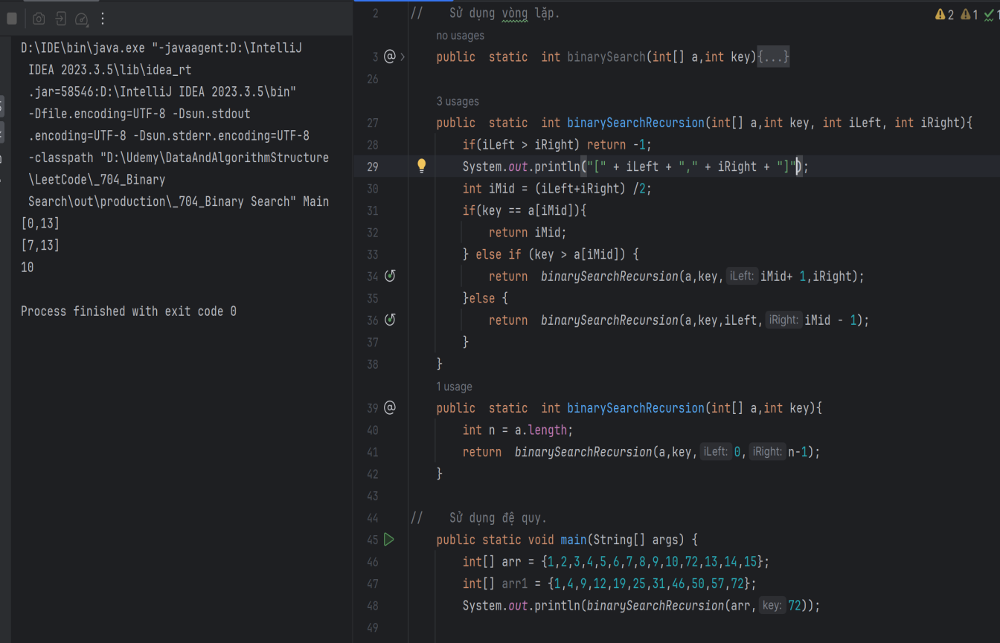 D:\IDE\bin\java.exe "-javaagent:D:\IntelliJ
IDEA 2023.3.5\lib\idea_rt
.jar=58546:D:\IntelliJ IDEA 2023.3.5\bin"
-Dfile.encoding=UTF-8 -Dsun.stdout
.encoding=UTF-8 -Dsun.stderr.encoding=UTF-8
-classpath "D:\Udemy\DataAndAlgorithmStructure
\LeetCode\_704_Binary
Search\out\production\_704_Binary Search" Main
[0,13]
[7,13]
10
Process finished with exit code 0
2 //    Sử dụng vòng lặp.
2 1 1
no usages
3 @ > public  static  int binarySearch(int[] a,int key){...}
26
3 usages
27 public  static  int binarySearchRecursion(int[] a,int key, int iLeft, int iRight){
28     if(iLeft > iRight) return -1;
29     System.out.println("[" + iLeft + "," + iRight + "]");
30     int iMid = (iLeft+iRight) /2;
31     if(key == a[iMid]){
32         return iMid;
33     } else if (key > a[iMid]) {
34         return  binarySearchRecursion(a,key, iLeft: iMid+ 1,iRight);
35     }else {
36         return  binarySearchRecursion(a,key,iLeft, iRight: iMid - 1);
37     }
38 }
1 usage
39 @ public  static  int binarySearchRecursion(int[] a,int key){
40     int n = a.length;
41     return  binarySearchRecursion(a,key, iLeft: 0, iRight: n-1);
42 }
43
44 //    Sử dụng đệ quy.
45 public static void main(String[] args) {
46     int[] arr = {1,2,3,4,5,6,7,8,9,10,72,13,14,15};
47     int[] arr1 = {1,4,9,12,19,25,31,46,50,57,72};
48     System.out.println(binarySearchRecursion(arr, key: 72));
49